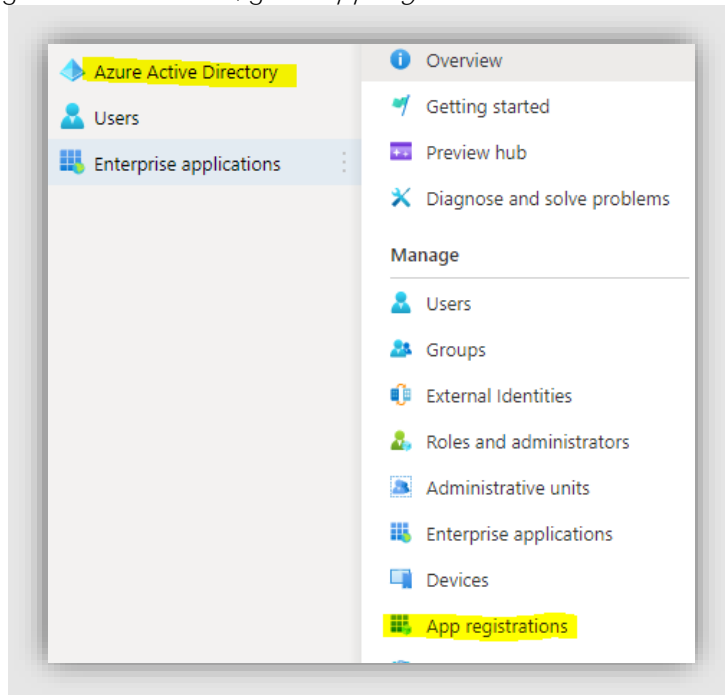 Azure Active Directory
Users
Enterprise applications
Overview
Getting started
Preview hub
Diagnose and solve problems
Manage
Users
Groups
External Identities
Roles and administrators
Administrative units
Enterprise applications
Devices
App registrations